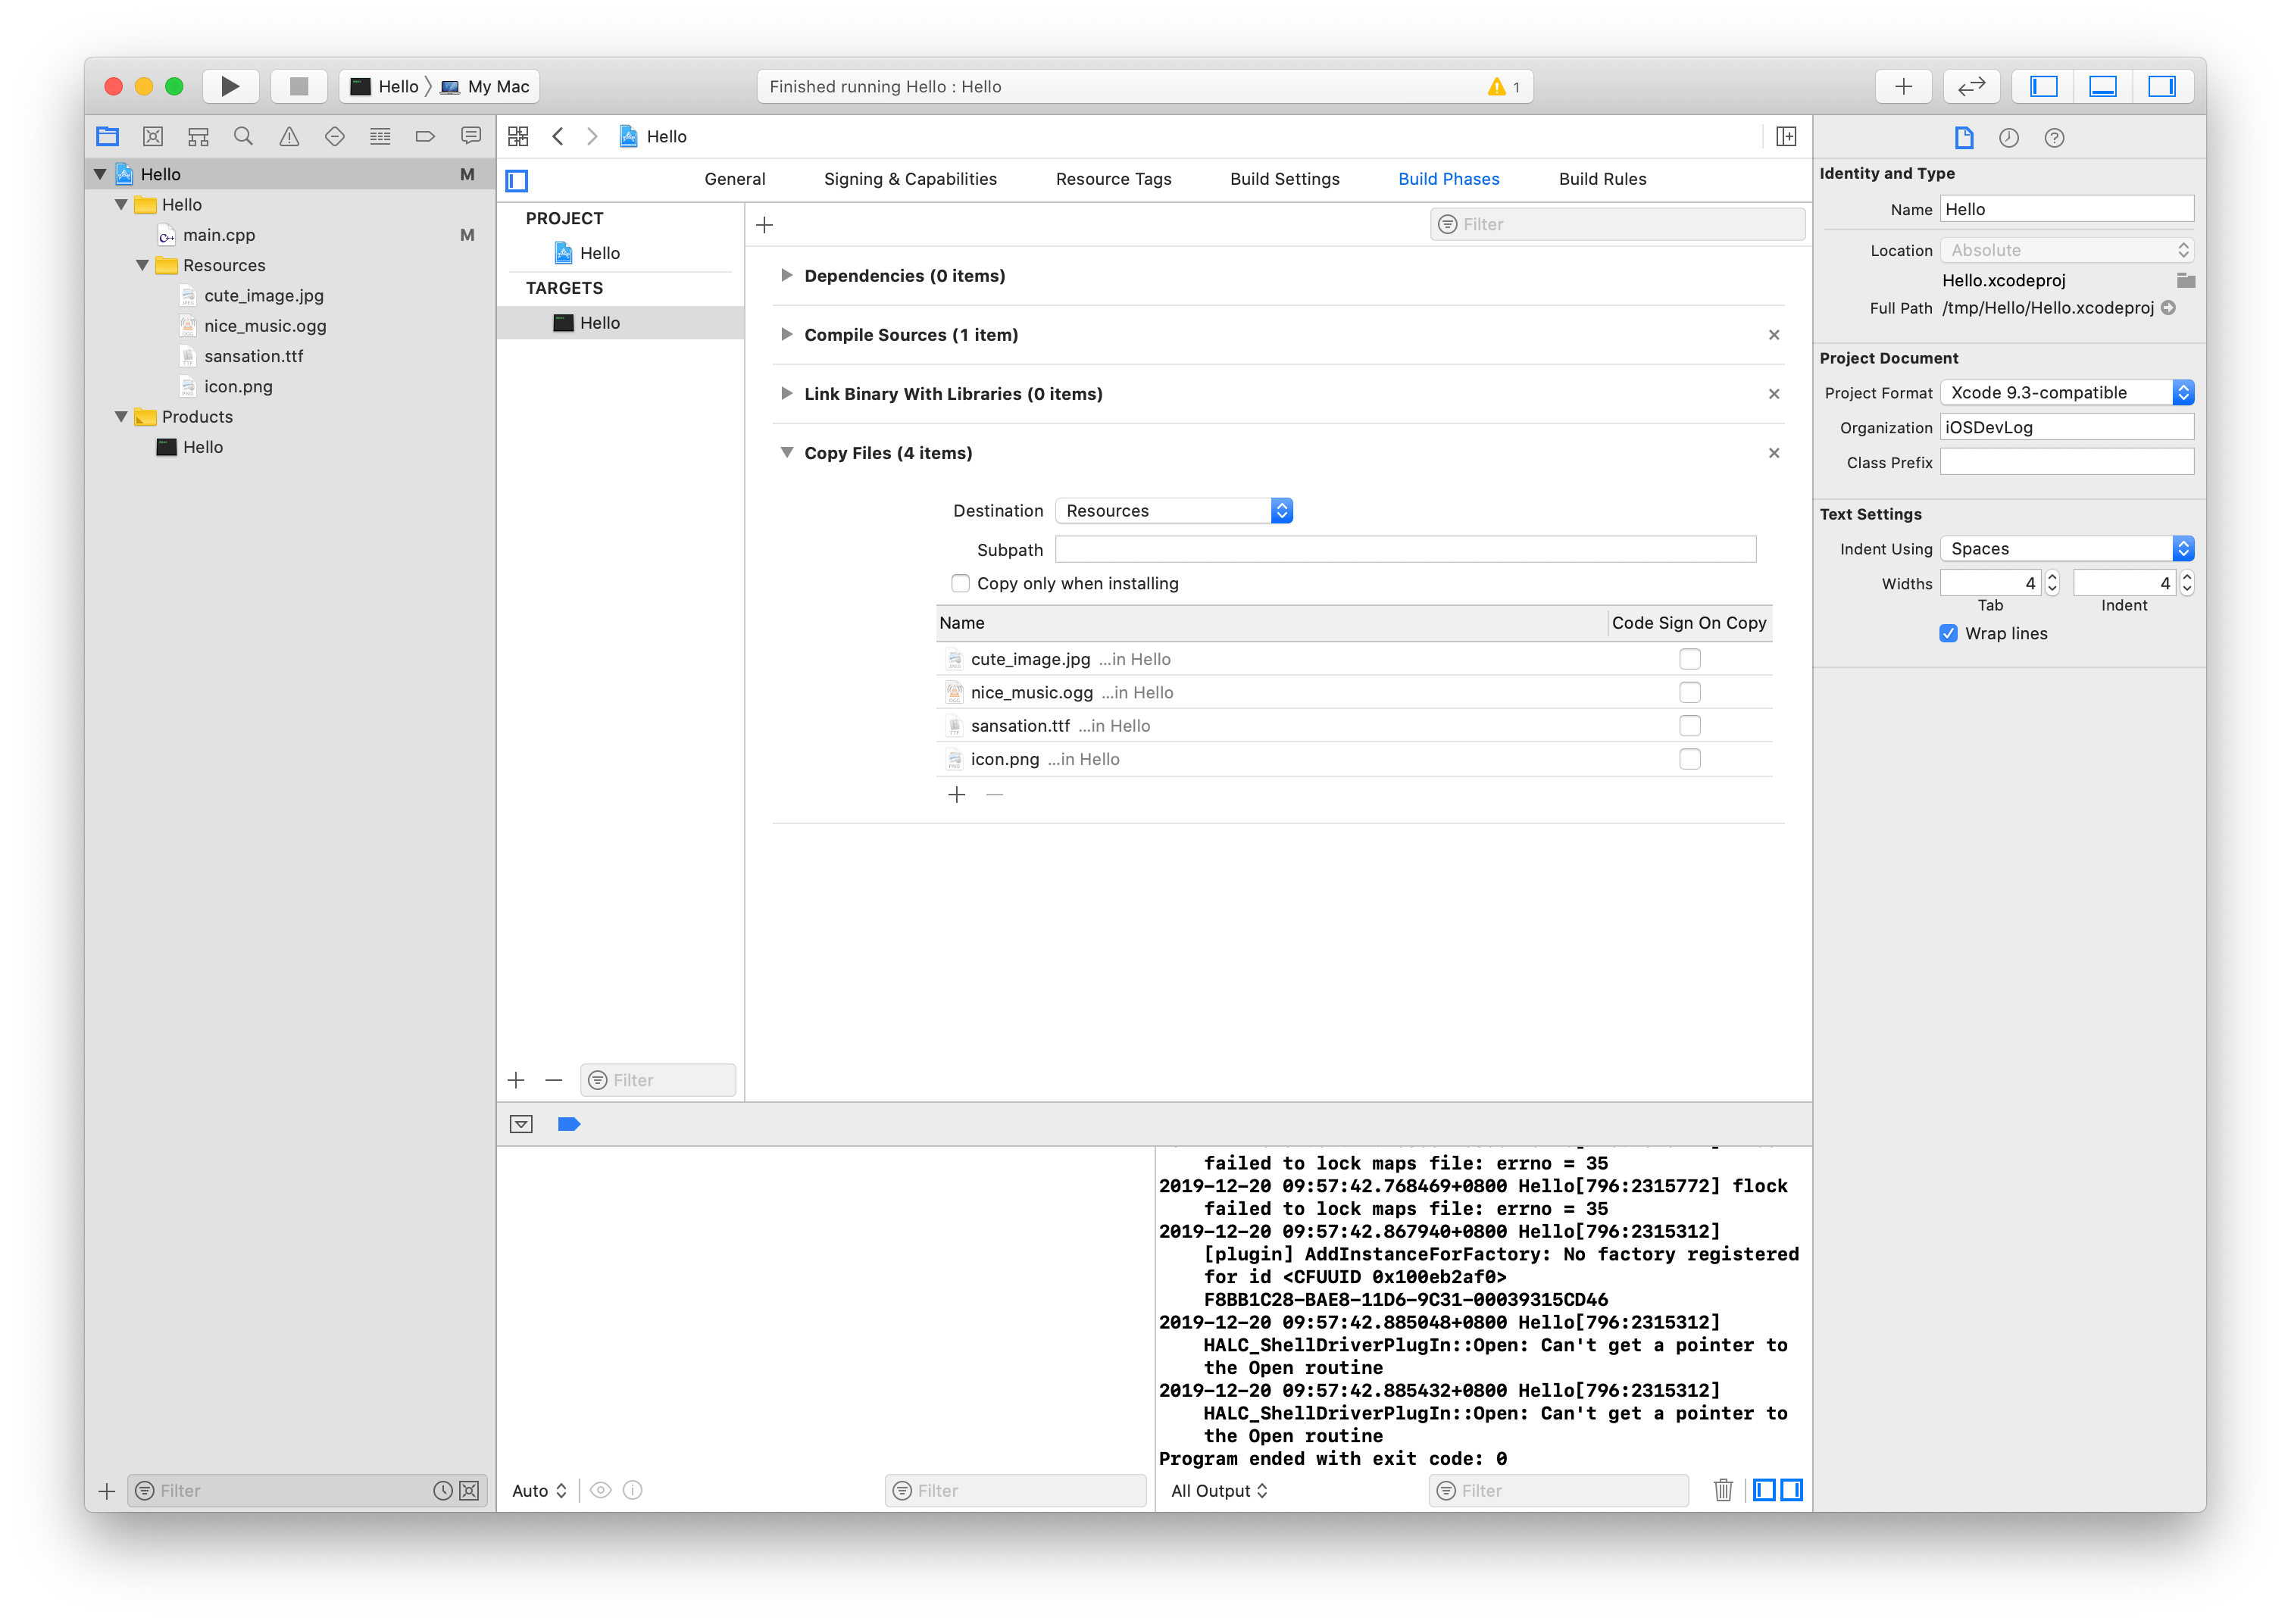 Hello 〉 My Mac
Finished running Hello : Hello
1
Hello
Hello M
Hello
main.cpp M
Resources
cute_image.jpg
nice_music.ogg
sansation.ttf
icon.png
Products
Hello
Filter
General Signing & Capabilities Resource Tags Build Settings Build Phases Build Rules
PROJECT
Hello
TARGETS
Hello
Filter
Filter
Dependencies (0 items)
Compile Sources (1 item)
Link Binary With Libraries (0 items)
Copy Files (4 items)
Destination Resources
Subpath
Copy only when installing
Name Code Sign On Copy
cute_image.jpg ...in Hello
nice_music.ogg ...in Hello
sansation.ttf ...in Hello
icon.png ...in Hello
failed to lock maps file: errno = 35
2019-12-20 09:57:42.768469+0800 Hello[796:2315772] flock
failed to lock maps file: errno = 35
2019-12-20 09:57:42.867940+0800 Hello[796:2315312]
[plugin] AddInstanceForFactory: No factory registered
for id <CFUUID 0x100eb2af0>
F8BB1C28-BAE8-11D6-9C31-00039315CD46
2019-12-20 09:57:42.885048+0800 Hello[796:2315312]
HALC_ShellDriverPlugIn::Open: Can't get a pointer to
the Open routine
2019-12-20 09:57:42.885432+0800 Hello[796:2315312]
HALC_ShellDriverPlugIn::Open: Can't get a pointer to
the Open routine
Program ended with exit code: 0
Auto
Filter
All Output
Filter
Identity and Type
Name Hello
Location Absolute
Hello.xcodeproj
Full Path /tmp/Hello/Hello.xcodeproj
Project Document
Project Format Xcode 9.3-compatible
Organization iOSDevLog
Class Prefix
Text Settings
Indent Using Spaces
Widths 4 4
Tab Indent
Wrap lines